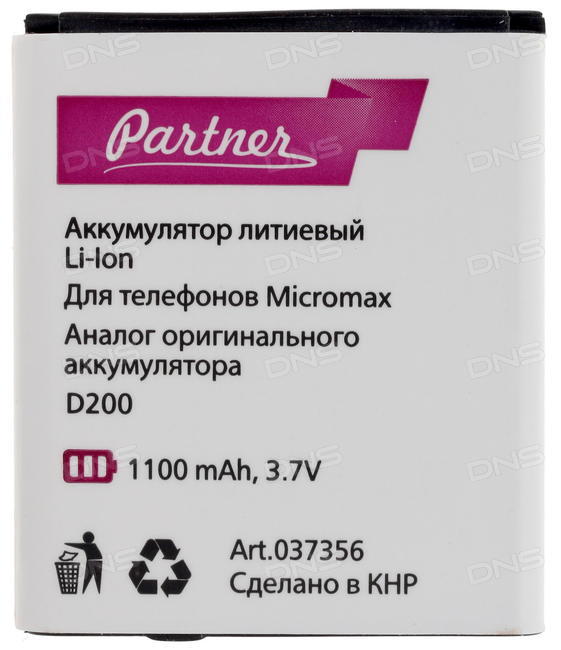 Partner
Аккумулятор литиевый
Li-Ion
Для телефонов Micromax
Аналог оригинального
аккумулятора
D200
1100 mAh, 3.7V
Art.037356
Сделано в КНР
DNS